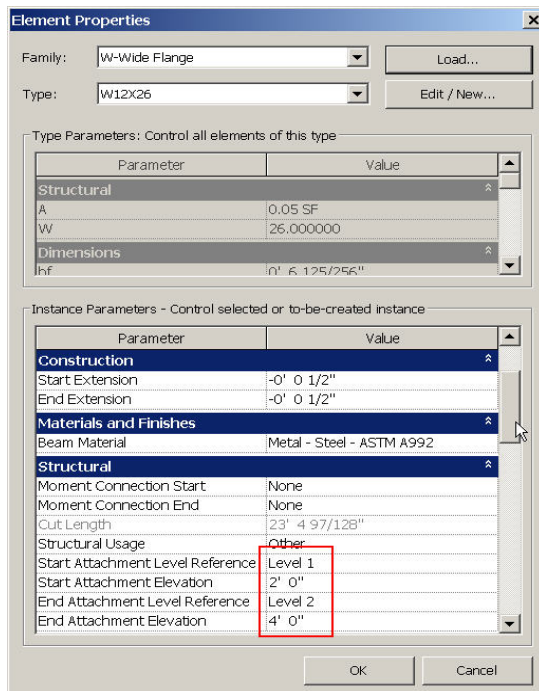 Element Properties
Family: W-Wide Flange Load...
Type: W12X26 Edit / New...
Type Parameters: Control all elements of this type
Parameter Value
Structural
A 0.05 SF
W 26.000000
Dimensions
bf 0' 6 125/256"
Instance Parameters - Control selected or to-be-created instance
Parameter Value
Construction
Start Extension -0' 0 1/2"
End Extension -0' 0 1/2"
Materials and Finishes
Beam Material Metal - Steel - ASTM A992
Structural
Moment Connection Start None
Moment Connection End None
Cut Length 23' 4 97/128"
Structural Usage Other
Start Attachment Level Reference Level 1
Start Attachment Elevation 2' 0"
End Attachment Level Reference Level 2
End Attachment Elevation 4' 0"
OK Cancel